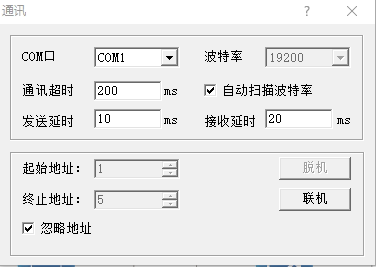 通讯
COM口 COM1 波特率 19200
通讯超时 200 ms 自动扫描波特率
发送延时 10 ms 接收延时 20 ms
起始地址： 1 脱机
终止地址： 5 联机
忽略地址